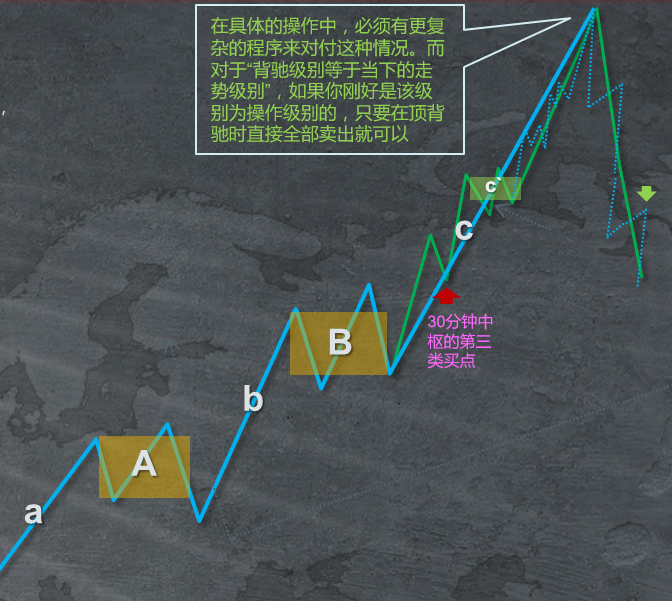 在具体的操作中，必须有更复
杂的程序来对付这种情况。而
对于“背驰级别等于当下的走
势级别”，如果你刚好是该级
别为操作级别的，只要在顶背
驰时直接全部卖出就可以
，
c`
c
30分钟中
枢的第三
类买点
B
b
A
a